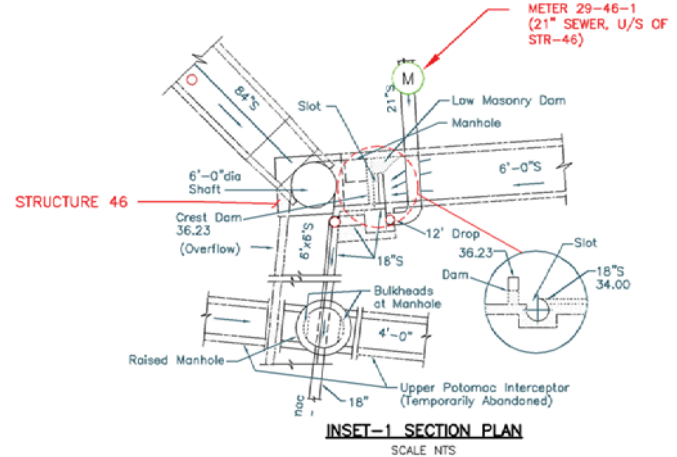 METER 29-46-1
(21" SEWER, U/S OF
STR-46)
M
84"S
21"S
Slot
Low Masonry Dam
Manhole
6'-0"dia
Shaft
6'-0"S
STRUCTURE 46
Crest Dam
36.23
(Overflow)
6'x6'S
18"S
12' Drop
36.23
Slot
Dam
18"S
34.00
Bulkheads
at Manhole
4'-0"
Raised Manhole
Upper Potomac Interceptor
(Temporarily Abandoned)
18"
nac
INSET-1 SECTION PLAN
SCALE NTS